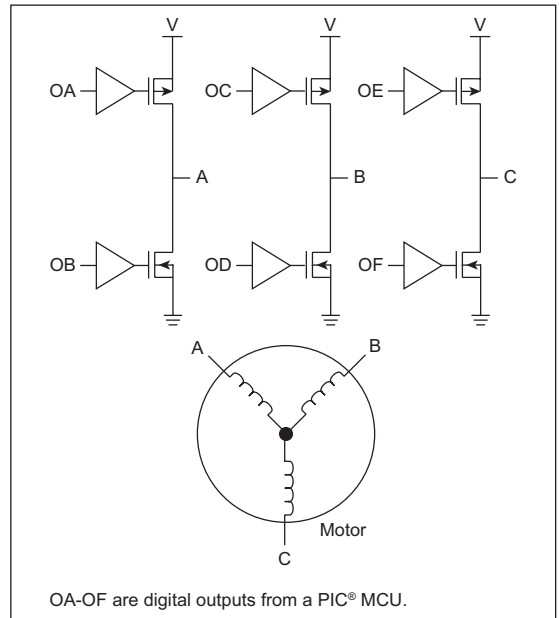 V V V
OA OC OE
A B C
OB OD OF
A B
Motor
C
OA-OF are digital outputs from a PIC® MCU.